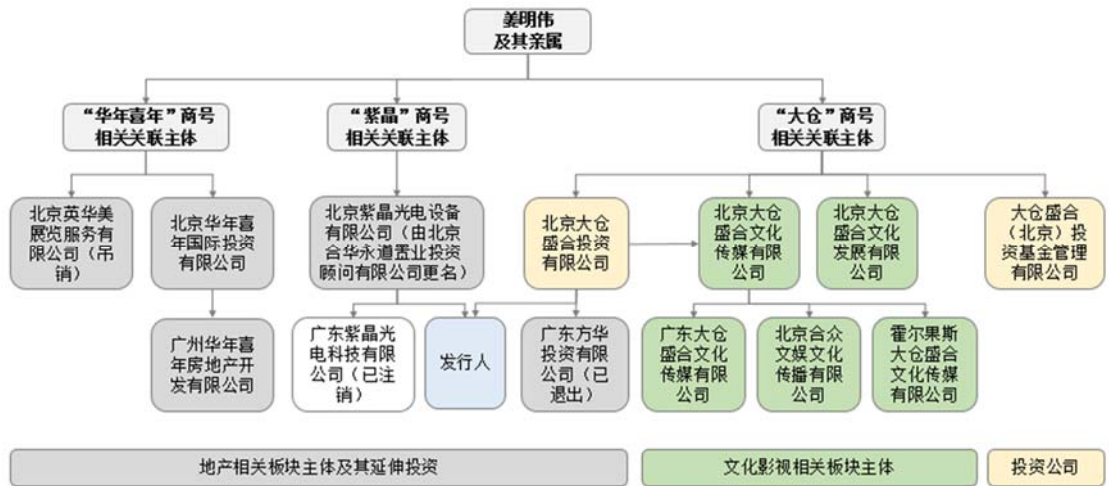 姜明伟
及其亲属
“华年喜年”商号
相关关联主体
“紫晶”商号
相关关联主体
“大仓”商号
相关关联主体
北京英华美
展览服务有
限公司（吊
销）
北京华年喜
年国际投资
有限公司
北京紫晶光电设备
有限公司（由北京
合华永道置业投资
顾问有限公司更名）
北京大仓
盛合投资
有限公司
北京大仓
盛合文化
传媒有限
公司
北京大仓
盛合文化
发展有限
公司
大仓盛合
（北京）投
资基金管理
有限公司
广州华年喜
年房地产开
发有限公司
广东紫晶光
电科技有限
公司（已注
销）
发行人
广东方华
投资有限
公司（已
退出）
广东大仓
盛合文化
传媒有限
公司
北京合众
文娱文化
传播有限
公司
霍尔果斯
大仓盛合
文化传媒
有限公司
地产相关板块主体及其延伸投资
文化影视相关板块主体
投资公司